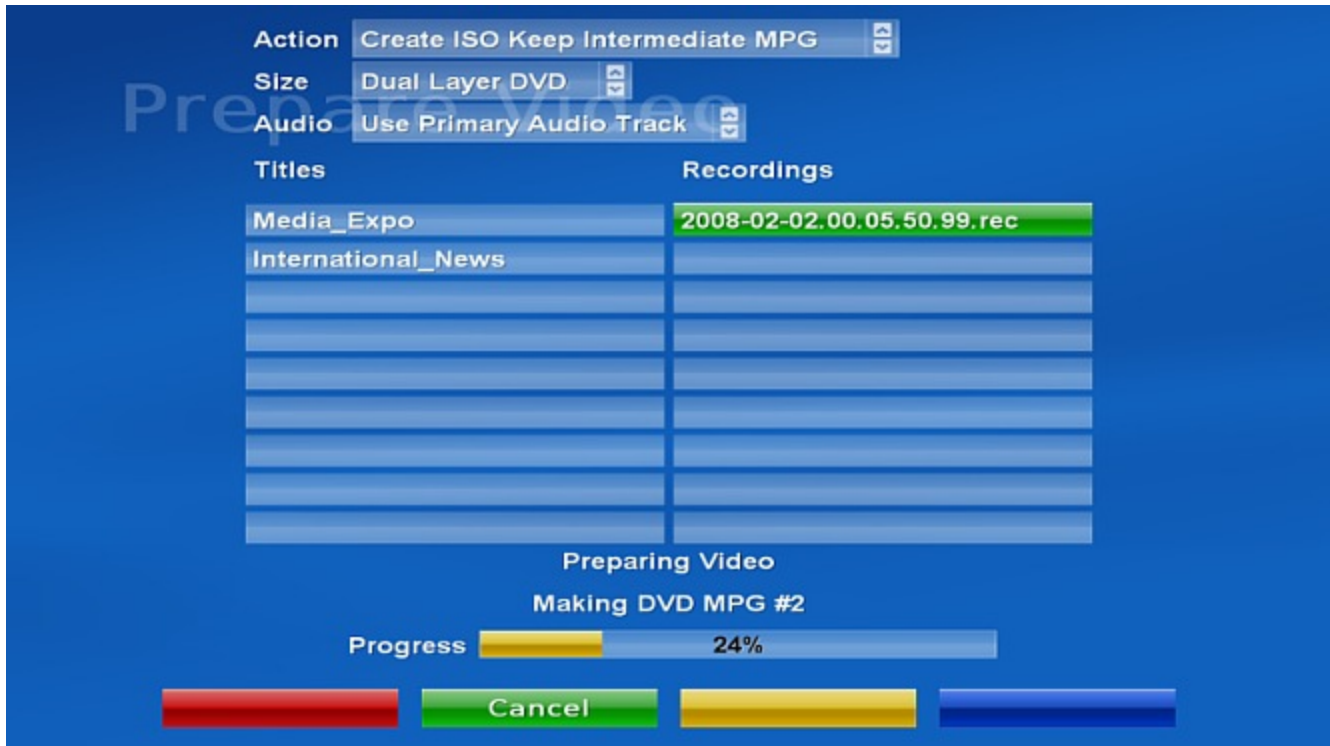 Prepare Video
Action Create ISO Keep Intermediate MPG
Size Dual Layer DVD
Audio Use Primary Audio Track
Titles Recordings
Media_Expo 2008-02-02.00.05.50.99.rec
International_News
Preparing Video
Making DVD MPG #2
Progress 24%
Cancel